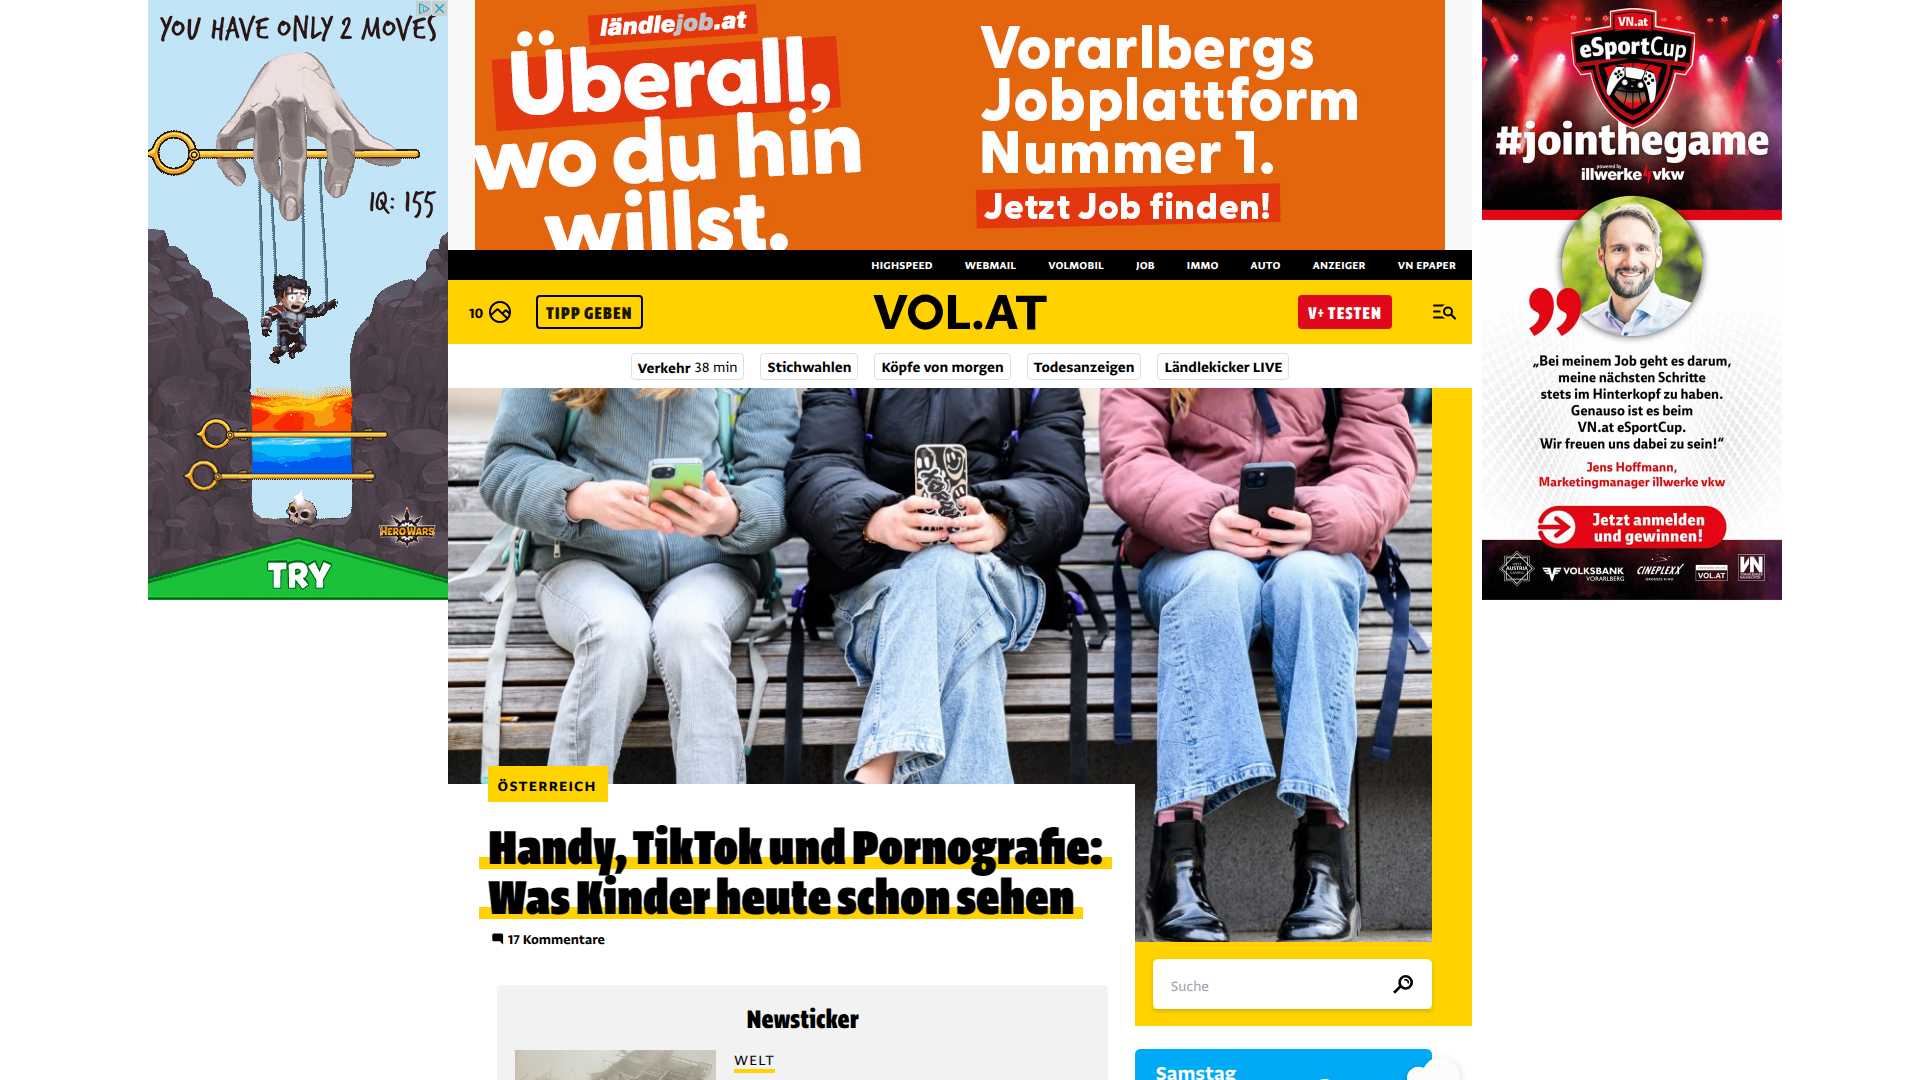 YOU HAVE ONLY 2 MOVES
IQ: 155
HERO WARS
TRY
ländlejob.at
Überall,
wo du hin
willst.
Vorarlbergs
Jobplattform
Nummer 1.
Jetzt Job finden!
VN.at
eSportCup
#jointhegame
powered by
illwerke vkw
„Bei meinem Job geht es darum,
meine nächsten Schritte
stets im Hinterkopf zu haben.
Genauso ist es beim
VN.at eSportCup.
Wir freuen uns dabei zu sein!“
Jens Hoffmann,
Marketingmanager illwerke vkw
Jetzt anmelden
und gewinnen!
VOLKSBANK
VORARLBERG
CINEPLEXX
VOL.AT
VN
HIGHSPEED WEBMAIL VOLMOBIL JOB IMMO AUTO ANZEIGER VN EPAPER
10 TIPP GEBEN VOL.AT V+ TESTEN
Verkehr 38 min Stichwahlen Köpfe von morgen Todesanzeigen Ländlekicker LIVE
ÖSTERREICH
Handy, TikTok und Pornografie:
Was Kinder heute schon sehen
17 Kommentare
Suche
Newsticker
WELT
Samstag